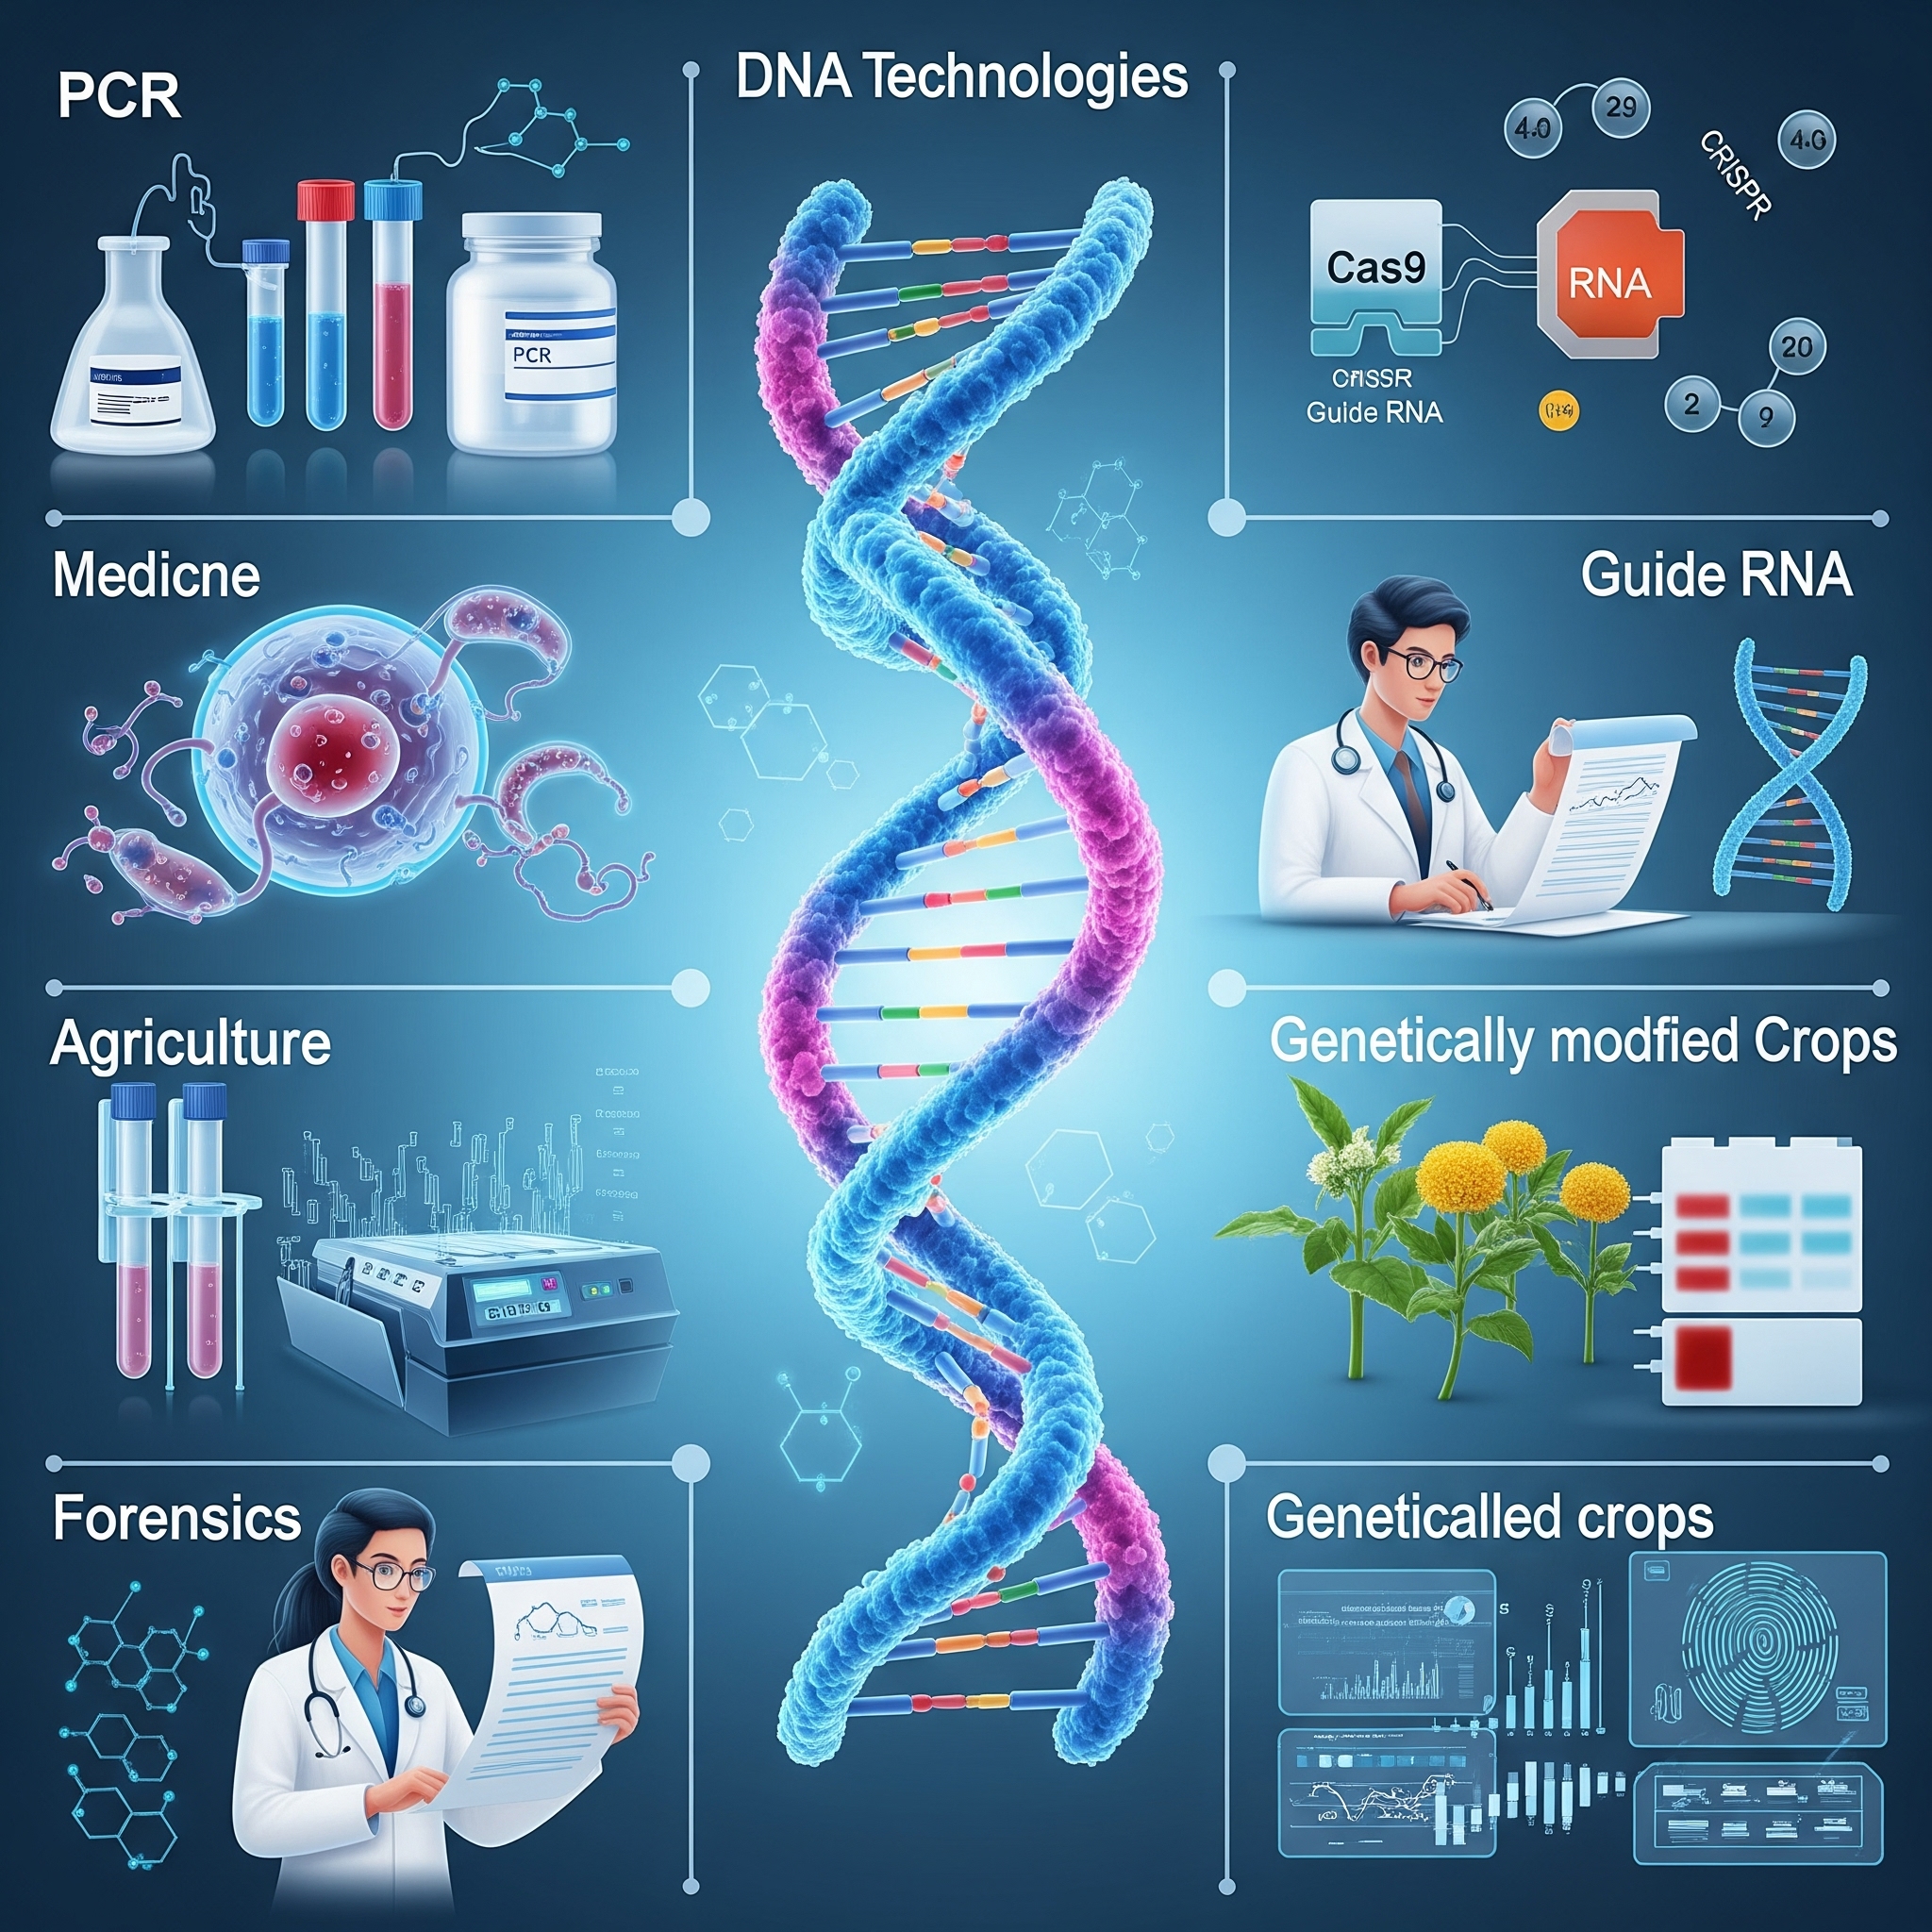 DNA Technologies
PCR
PCR
4.0
29
4.0
CRISPR
Cas9
RNA
CrISSR
Guide RNA
20
2
9
Medicne
Guide RNA
Agriculture
Genetically modfied Crops
Forensics
Geneticalled crops